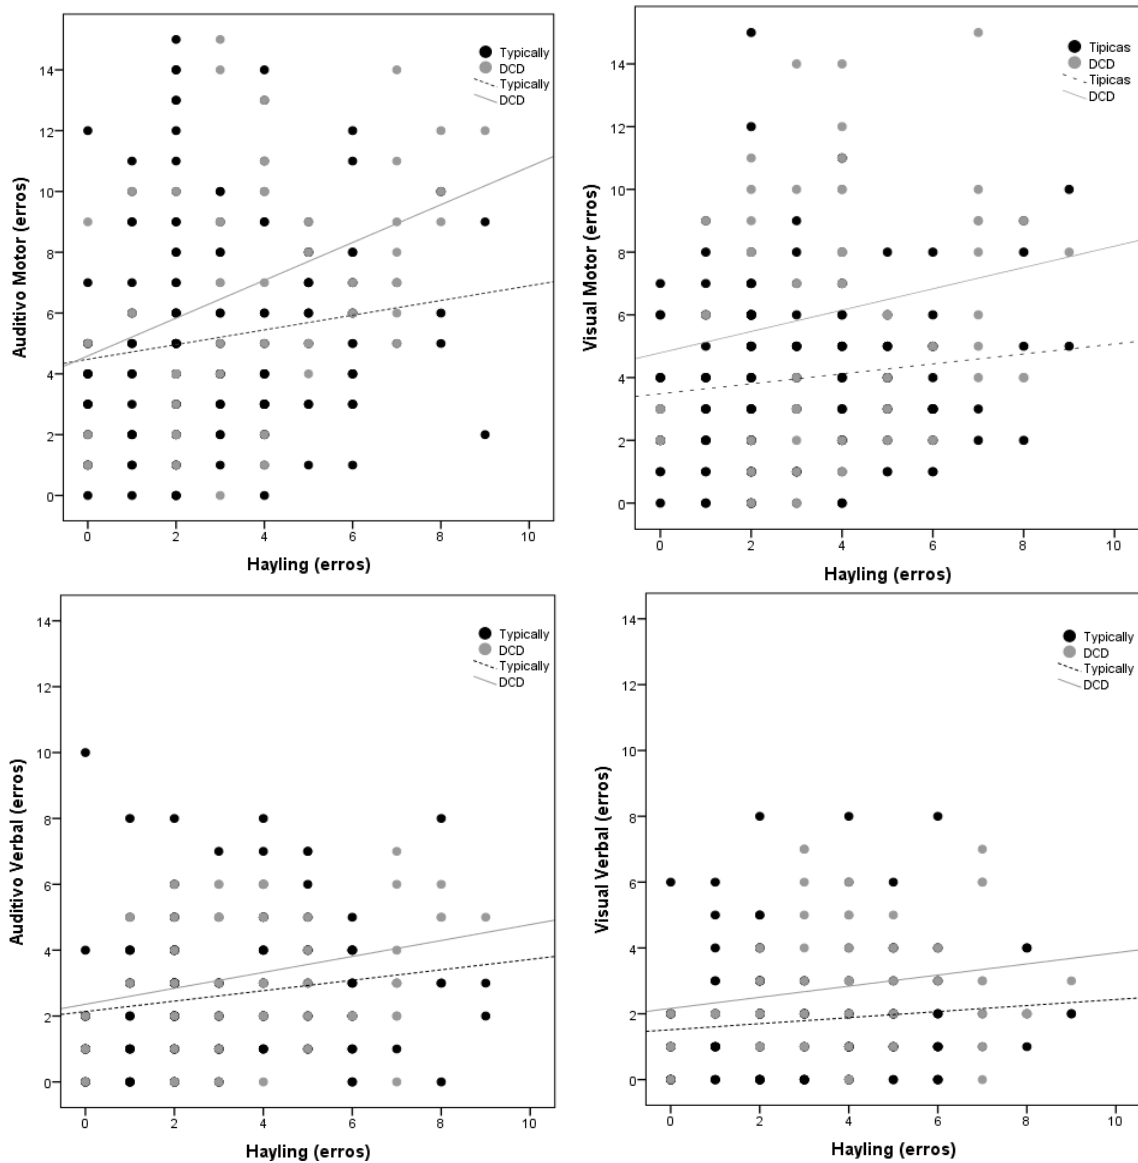 Auditivo Motor (erros)
14
12
10
8
6
4
2
0
0 2 4 6 8 10
Hayling (erros)
Typically
DCD
Typically
DCD
Visual Motor (erros)
14
12
10
8
6
4
2
0
0 2 4 6 8 10
Hayling (erros)
Tipicas
DCD
Tipicas
DCD
Auditivo Verbal (erros)
14
12
10
8
6
4
2
0
0 2 4 6 8 10
Hayling (erros)
Typically
DCD
Typically
DCD
Visual Verbal (erros)
14
12
10
8
6
4
2
0
0 2 4 6 8 10
Hayling (erros)
Typically
DCD
Typically
DCD